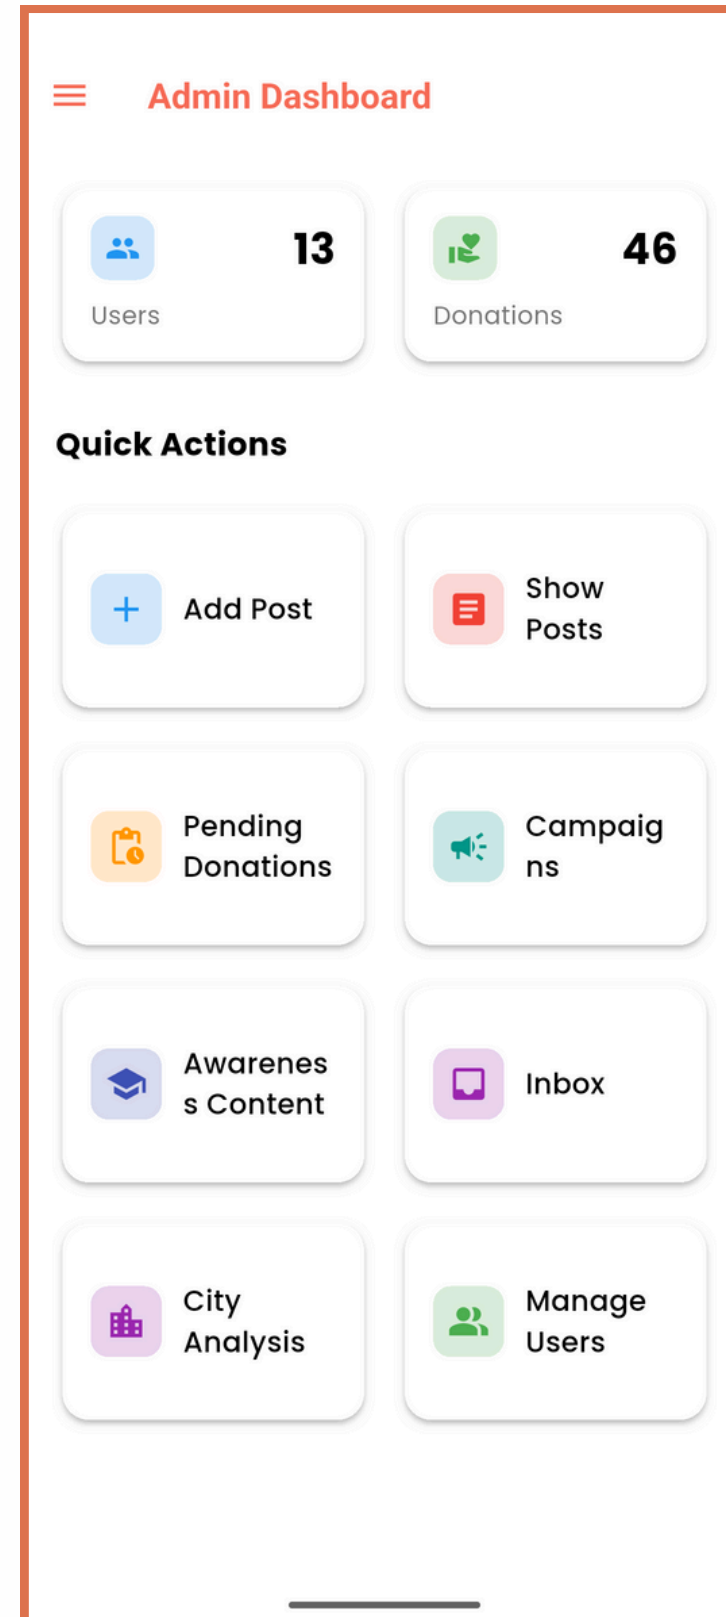 Admin Dashboard
13
Users
46
Donations
Quick Actions
Add Post
Show
Posts
Pending
Donations
Campaig
ns
Awarenes
s Content
Inbox
City
Analysis
Manage
Users